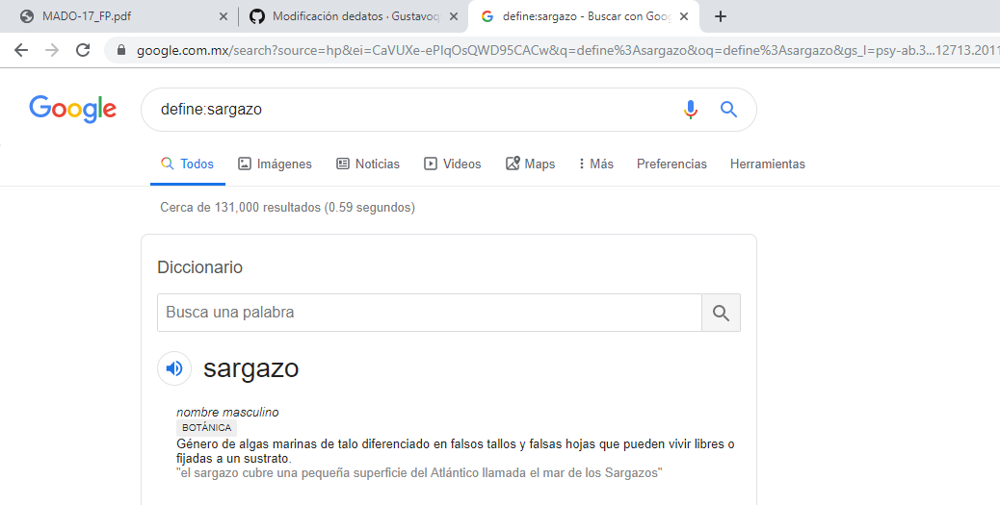 MADO-17_FP.pdf
Modificación dedatos · Gustavoq
define:sargazo - Buscar con Goog
google.com.mx/search?source=hp&ei=CaVUXe-ePIqOsQWD95CACw&q=define%3Asargazo&oq=define%3Asargazo&gs_l=psy-ab.3...12713.2011
Google
define:sargazo
Todos Imágenes Noticias Videos Maps Más Preferencias Herramientas
Cerca de 131,000 resultados (0.59 segundos)
Diccionario
Busca una palabra
sargazo
nombre masculino
BOTÁNICA
Género de algas marinas de talo diferenciado en falsos tallos y falsas hojas que pueden vivir libres o
fijadas a un sustrato.
"el sargazo cubre una pequeña superficie del Atlántico llamada el mar de los Sargazos"